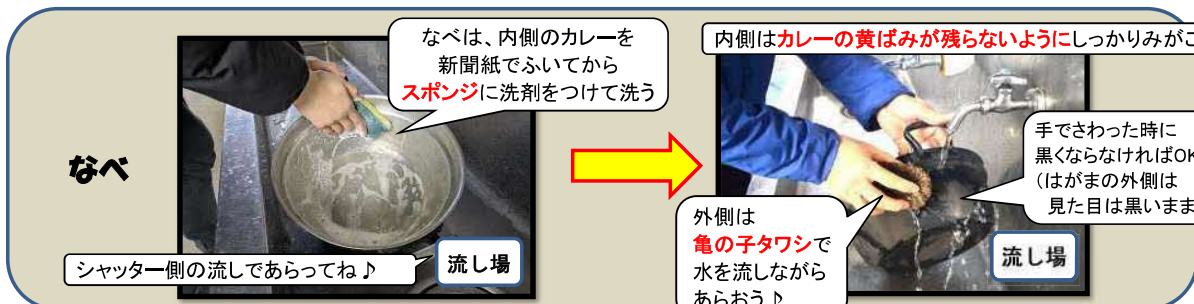 なべ
なべは、内側のカレーを
新聞紙でふいてから
スポンジに洗剤をつけて洗う
シャッター側の流しであらってね♪
流し場
内側はカレーの黄ばみが残らないようにしっかりみがこ
手でさわった時に
黒くならなければOK
(はがまの外側は
見た目は黒いまま
外側は
亀の子タワシで
水を流しながら
あらおう♪
流し場